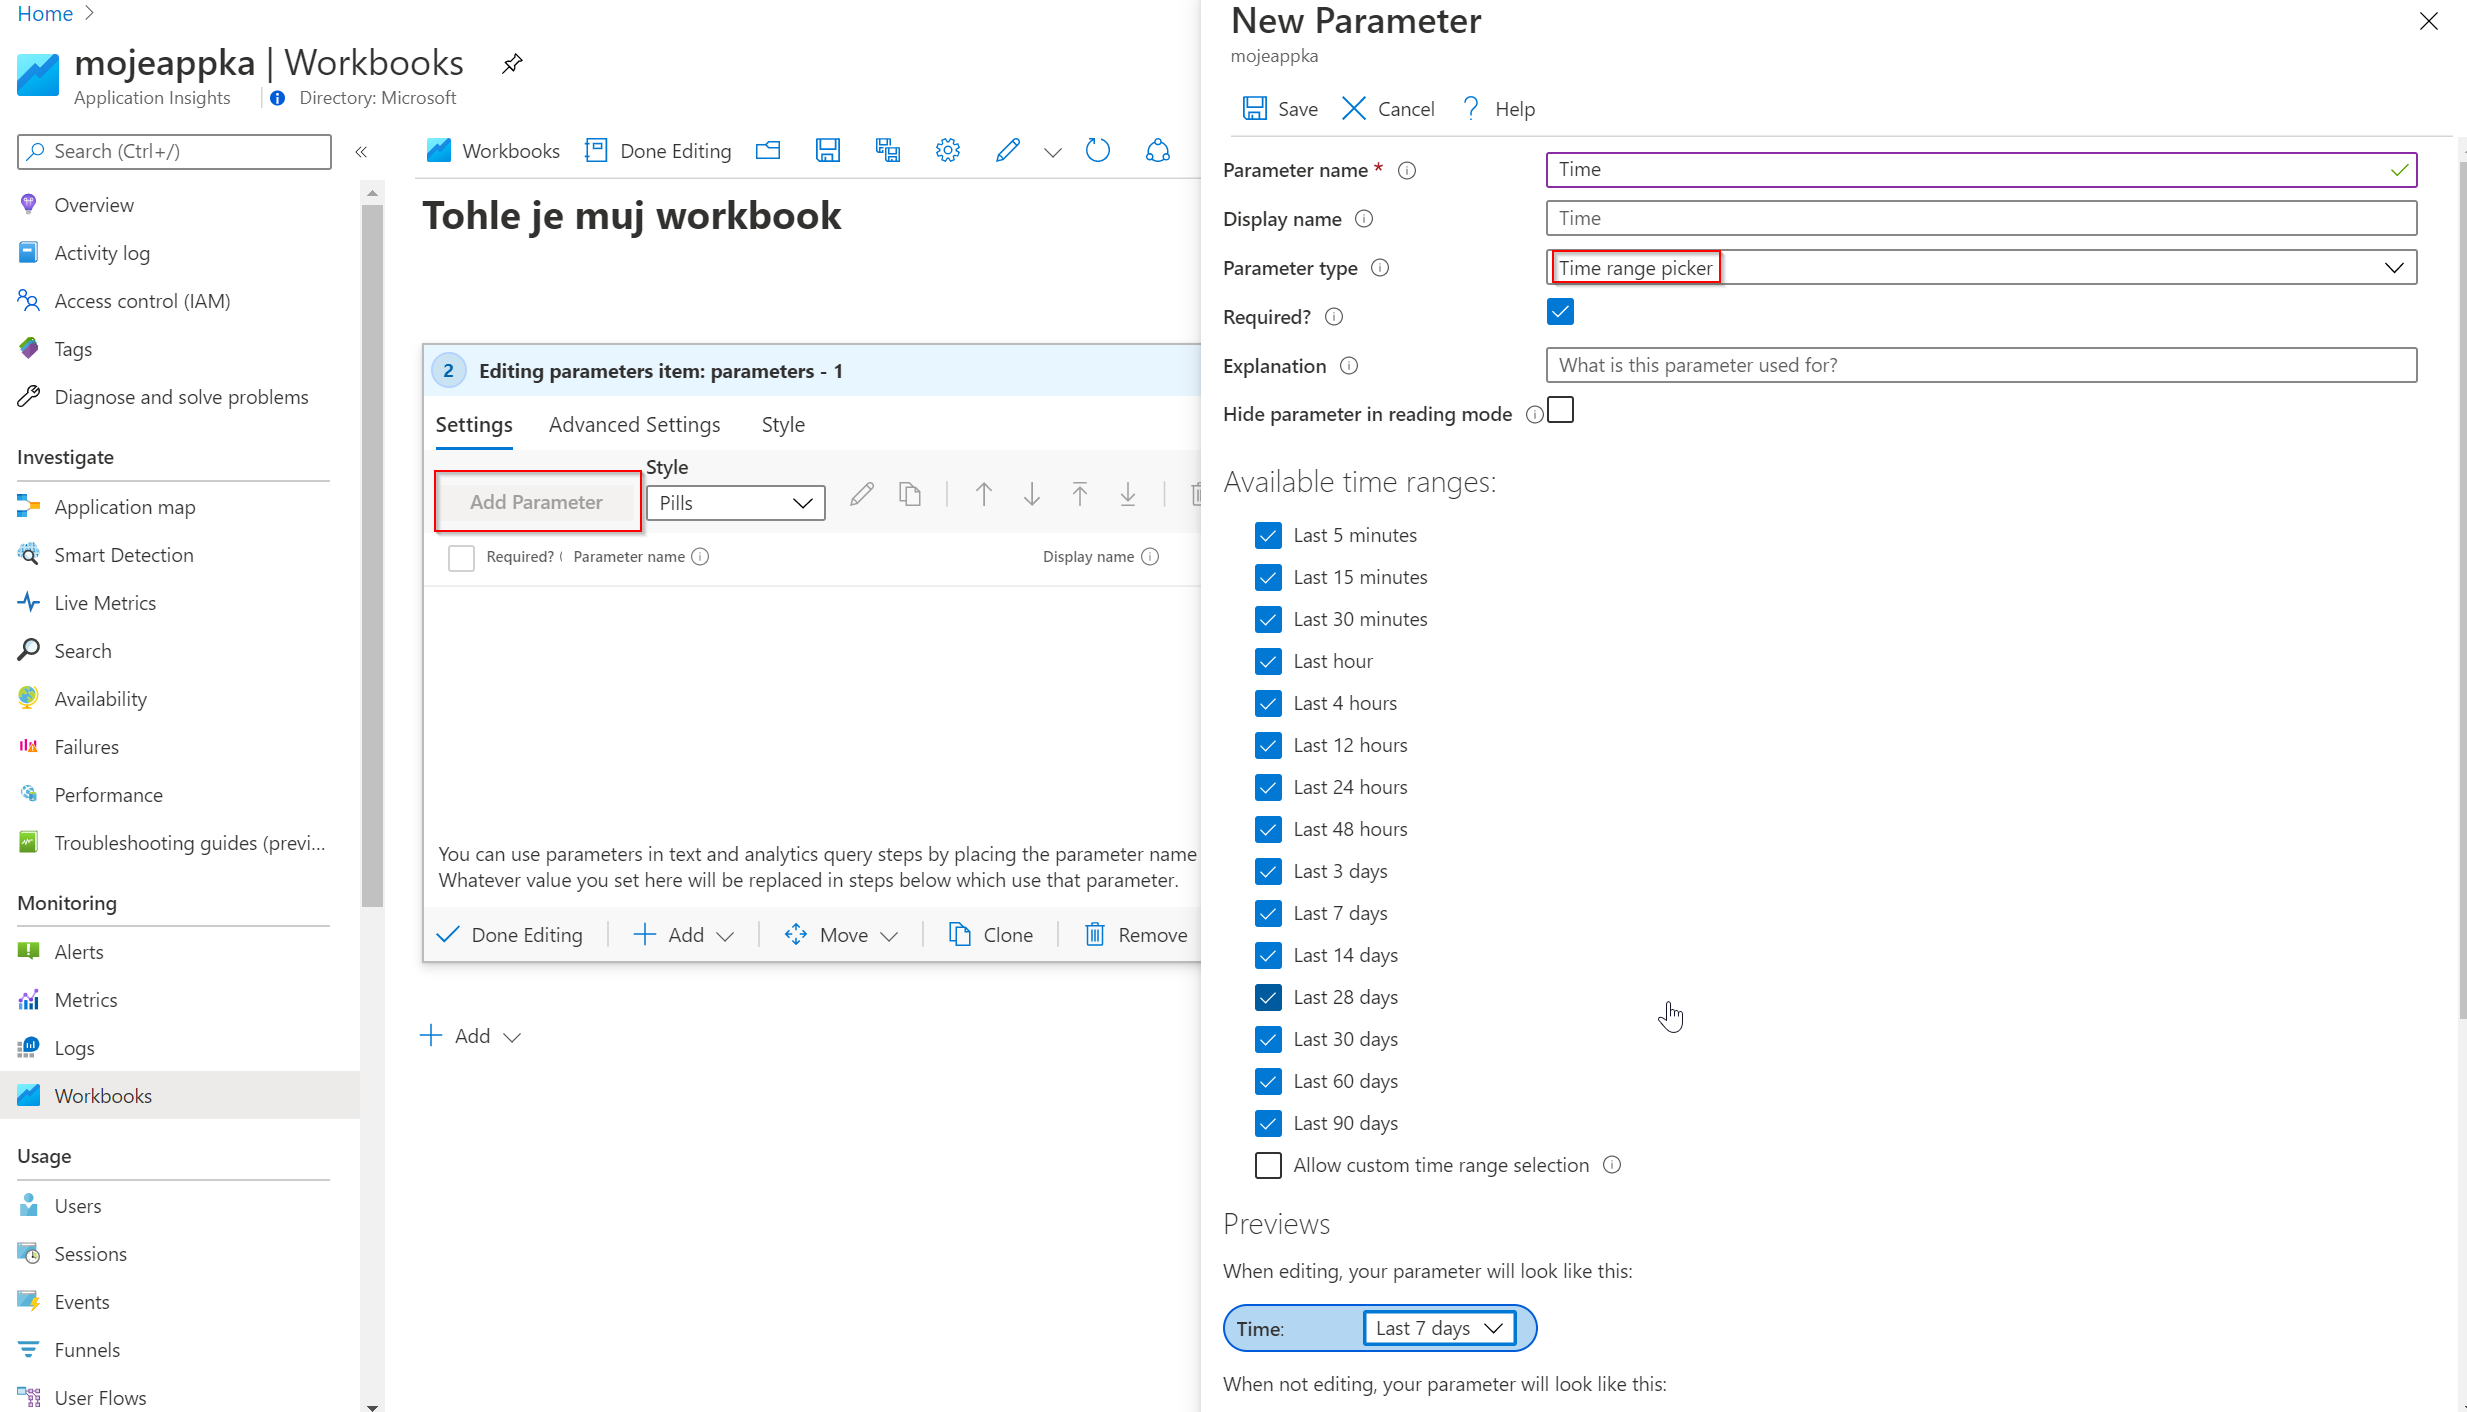 Home
mojeappka | Workbooks
Application Insights
Directory: Microsoft
Search (Ctrl+/)
«
Overview
Activity log
Access control (IAM)
Tags
Diagnose and solve problems
Investigate
Application map
Smart Detection
Live Metrics
Search
Availability
Failures
Performance
Troubleshooting guides (previ...
Monitoring
Alerts
Metrics
Logs
Workbooks
Usage
Users
Sessions
Events
Funnels
User Flows
Workbooks
Done Editing
Tohle je muj workbook
2 Editing parameters item: parameters - 1
Settings Advanced Settings Style
Style
Add Parameter
Pills
Required? Parameter name Display name
You can use parameters in text and analytics query steps by placing the parameter name
Whatever value you set here will be replaced in steps below which use that parameter.
Done Editing Add Move Clone Remove
Add
New Parameter
mojeappka
Save Cancel ? Help
Parameter name * Time
Display name Time
Parameter type Time range picker
Required?
Explanation What is this parameter used for?
Hide parameter in reading mode
Available time ranges:
Last 5 minutes
Last 15 minutes
Last 30 minutes
Last hour
Last 4 hours
Last 12 hours
Last 24 hours
Last 48 hours
Last 3 days
Last 7 days
Last 14 days
Last 28 days
Last 30 days
Last 60 days
Last 90 days
Allow custom time range selection
Previews
When editing, your parameter will look like this:
Time: Last 7 days
When not editing, your parameter will look like this: